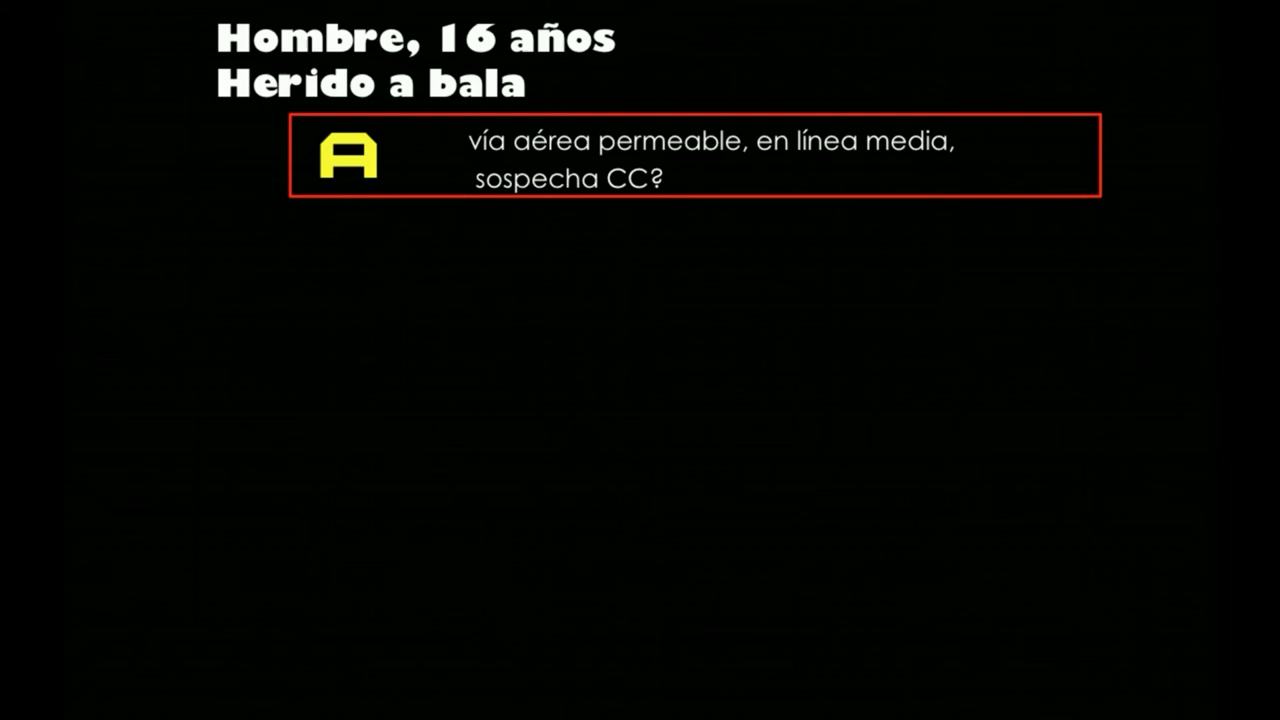 Hombre, 16 años
Herido a bala
A vía aérea permeable, en línea media,
sospecha CC?